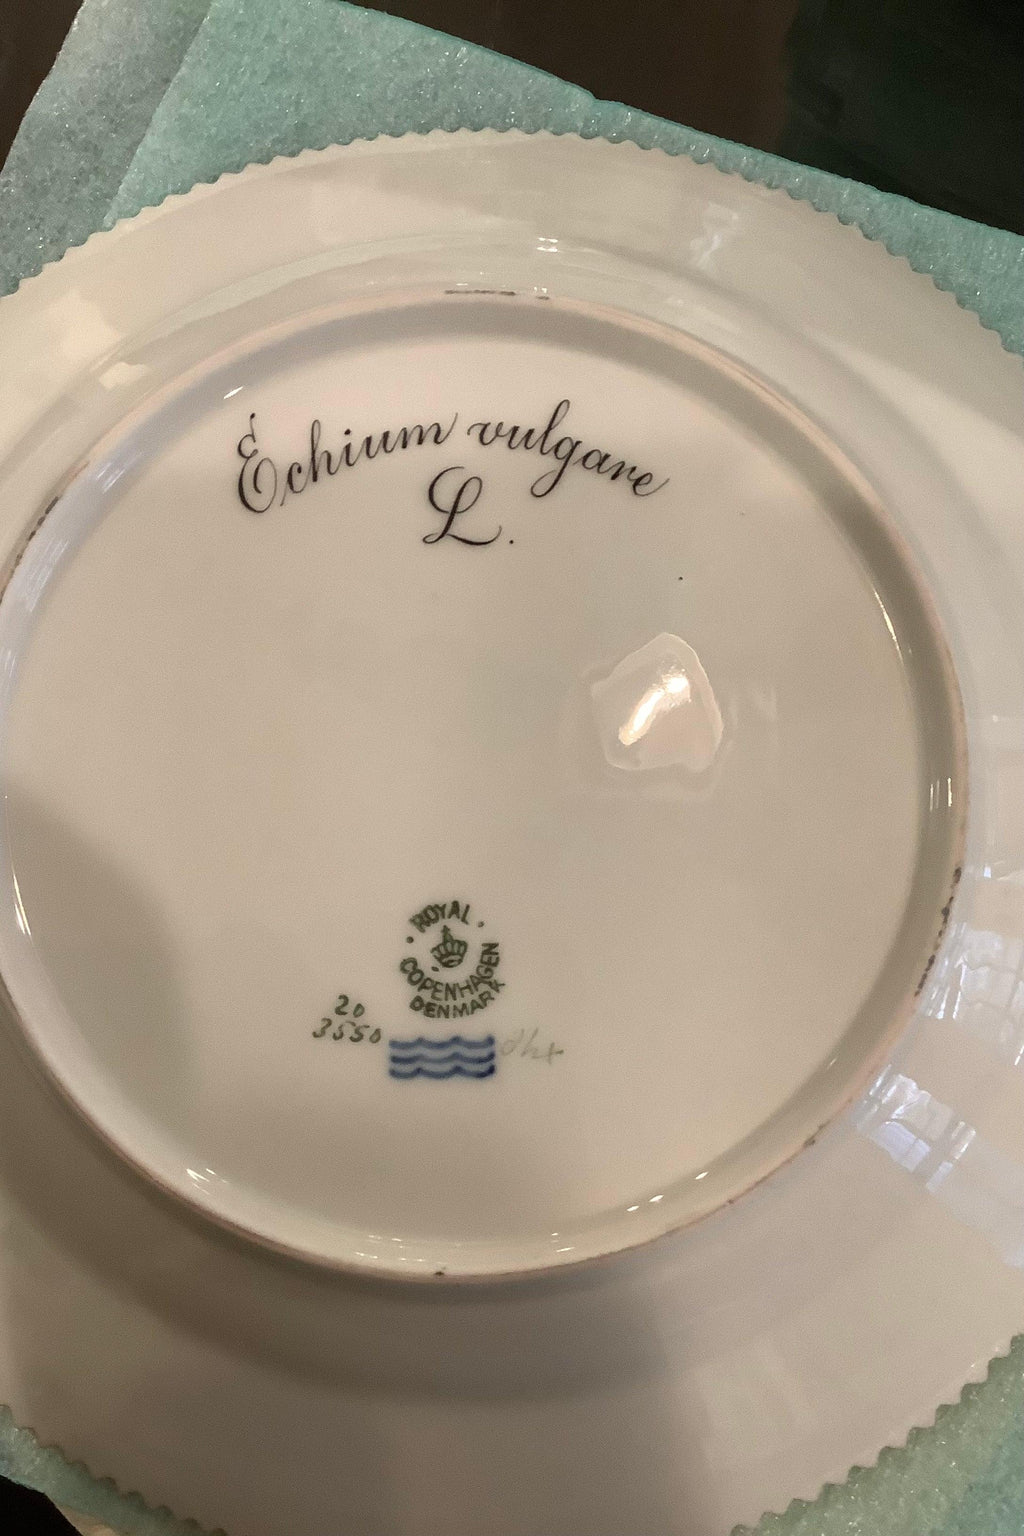 Echium vulgare
L.
ROYAL
COPENHAGEN
DENMARK
20
3550